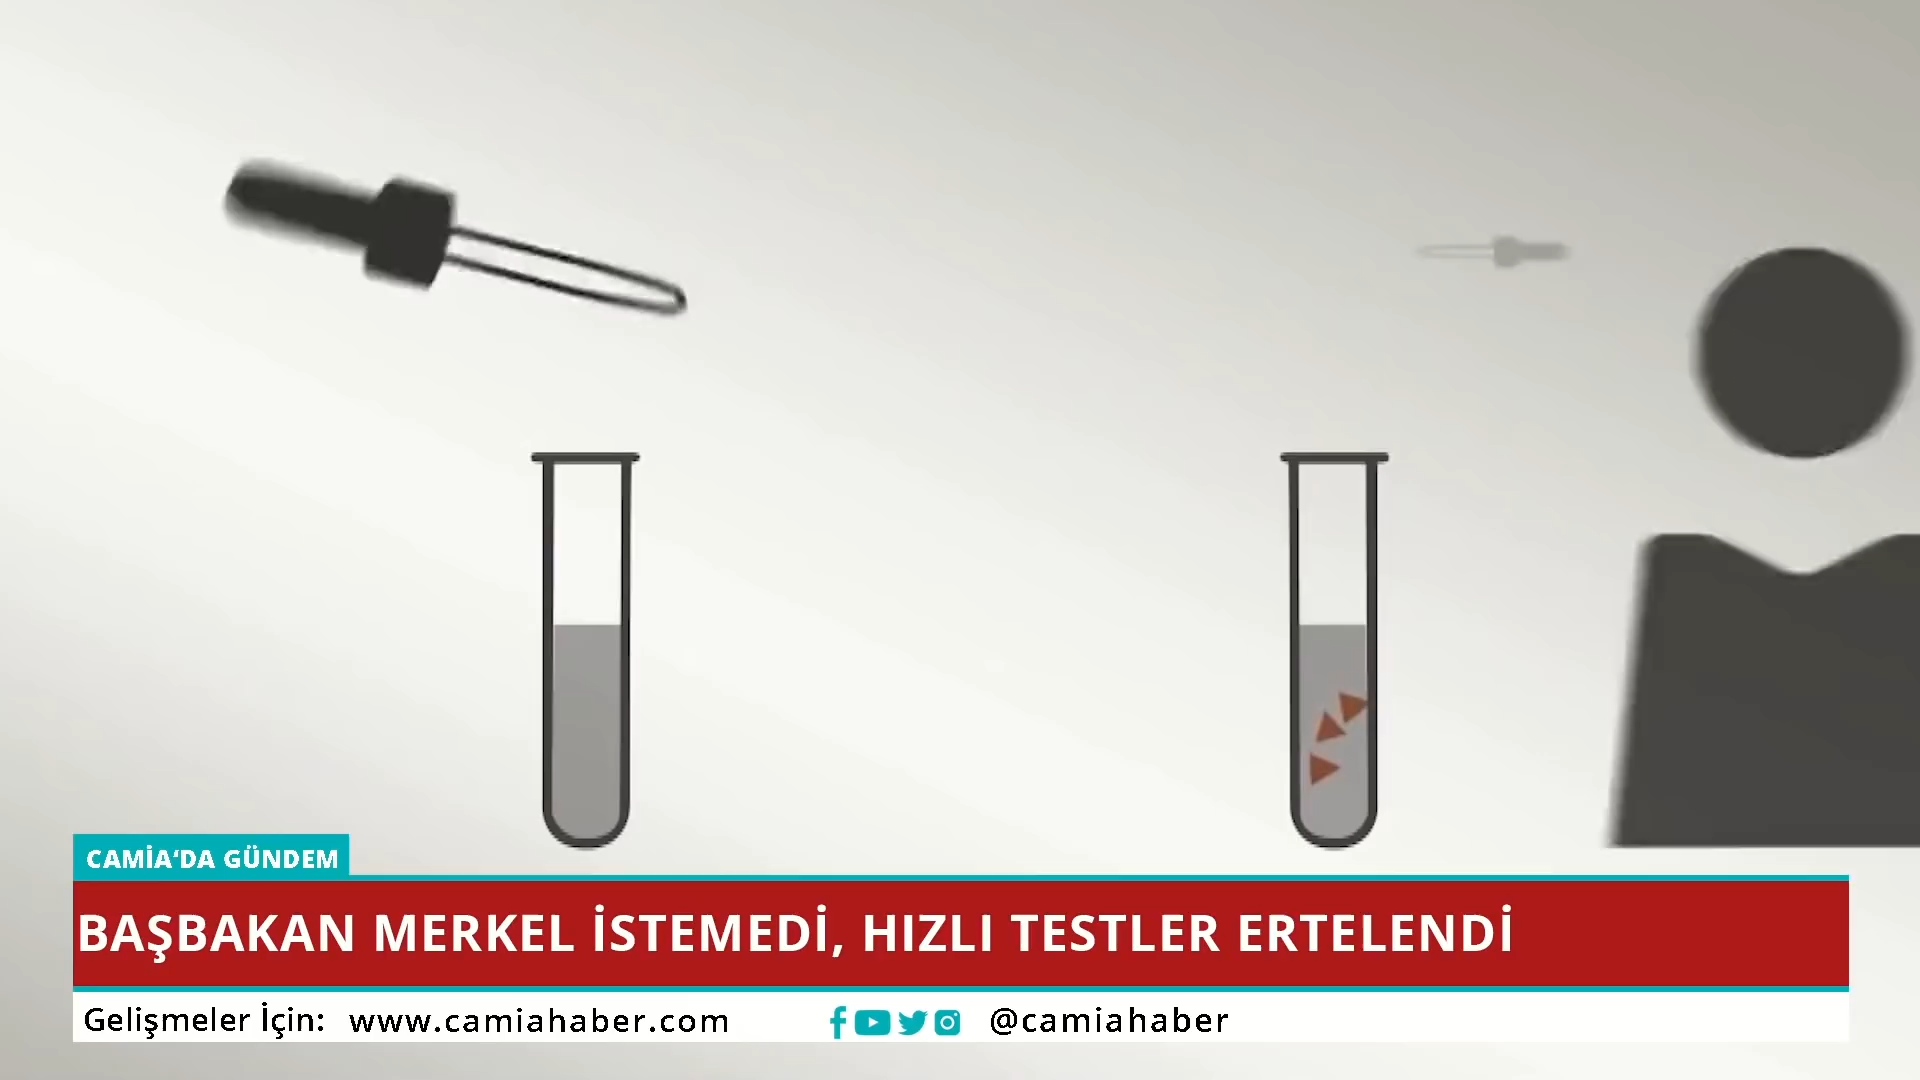 CAMİA‘DA GÜNDEM
BAŞBAKAN MERKEL İSTEMEDİ, HIZLI TESTLER ERTELENDİ
Gelişmeler İçin: www.camiahaber.com @camiahaber